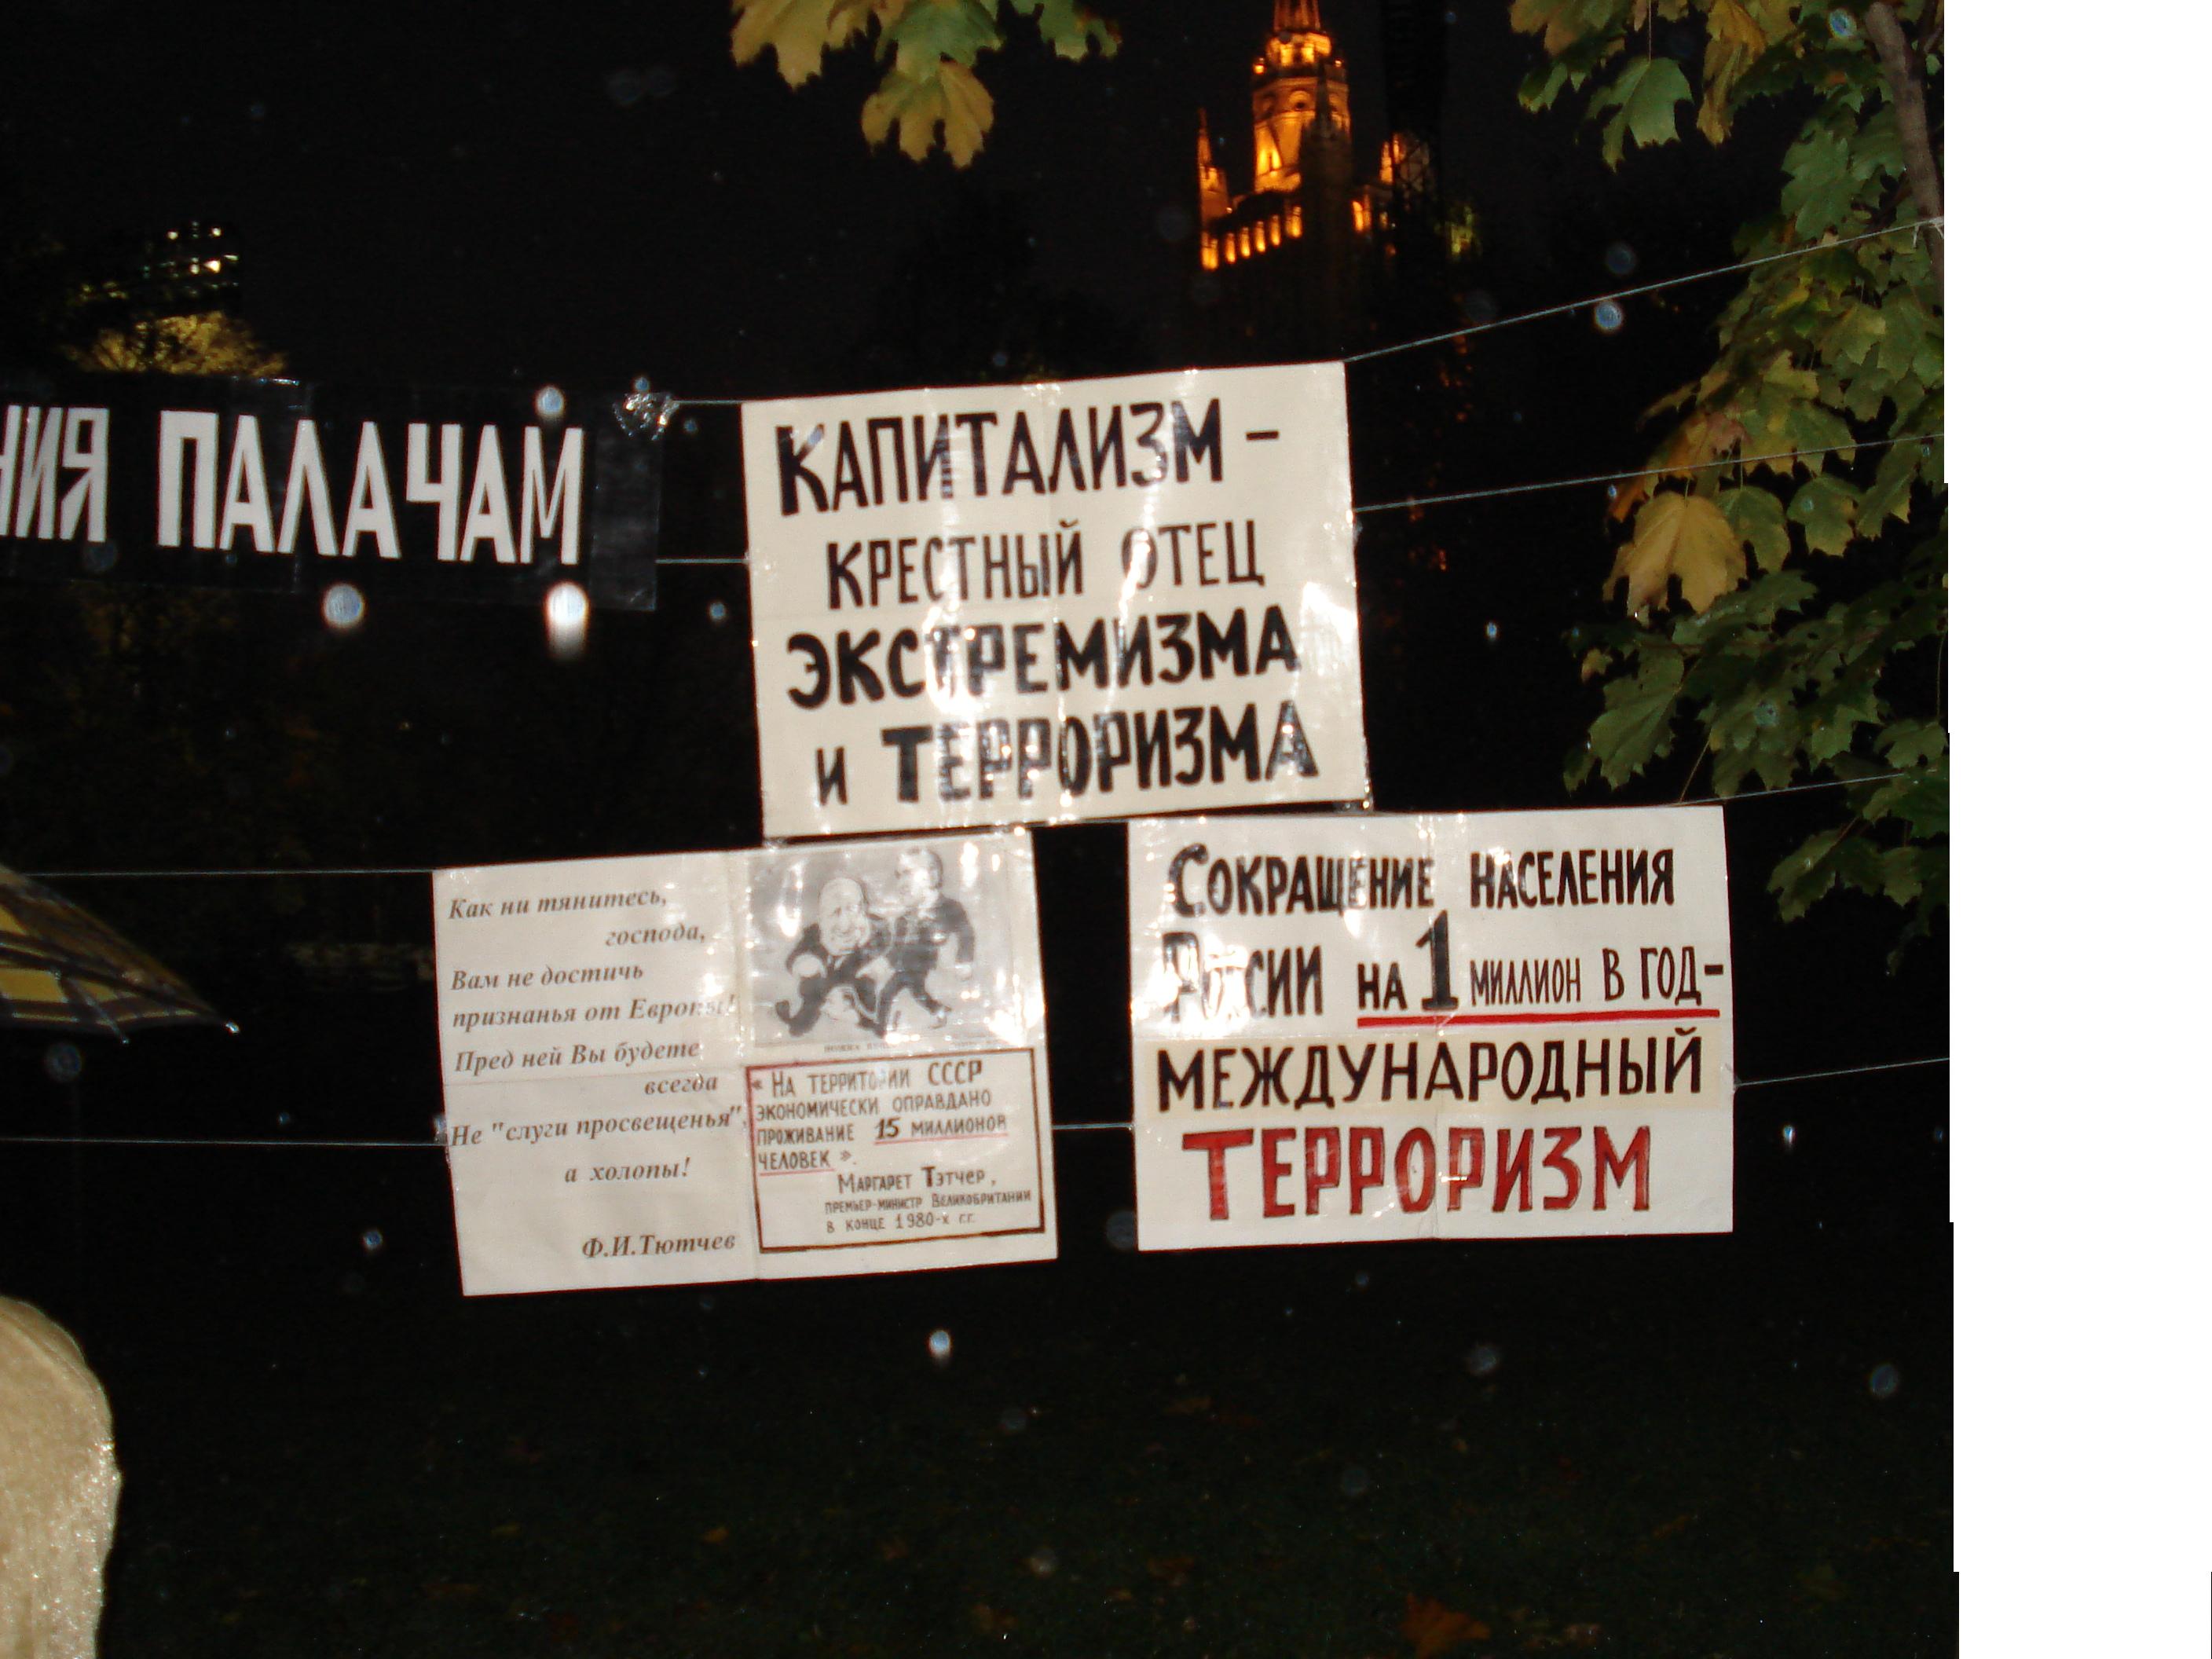 ПАЛАЧАМ
КАПИТАЛИЗМ -
КРЕСТНЫЙ ОТЕЦ
ЭКСТРЕМИЗМА
и ТЕРРОРИЗМА
Как ни тянитесь,
господа,
Вам не достичь
признанья от Европы!
Пред ней Вы будете
всегда
Не "слуги просвещенья",
а холопы!
Ф.И.Тютчев
« НА ТЕРРИТОРИИ СССР
ЭКОНОМИЧЕСКИ ОПРАВДАНО
ПРОЖИВАНИЕ 15 МИЛЛИОНОВ
ЧЕЛОВЕК ».
МАРГАРЕТ ТЭТЧЕР,
ПРЕМЬЕР-МИНИСТР ВЕЛИКОБРИТАНИИ
В КОНЦЕ 1980-х г.г.
СОКРАЩЕНИЕ НАСЕЛЕНИЯ
РОССИИ НА 1 МИЛЛИОН В ГОД-
МЕЖДУНАРОДНЫЙ
ТЕРРОРИЗМ